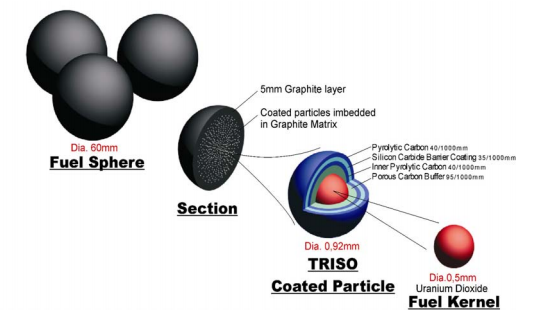 Dia. 60mm
Fuel Sphere
5mm Graphite layer
Coated particles imbedded
in Graphite Matrix
Section
Pyrolytic Carbon 40/1000mm
Silicon Carbide Barrier Coating 35/1000mm
Inner Pyrolytic Carbon 40/1000mm
Porous Carbon Buffer 95/1000mm
Dia. 0,92mm
TRISO
Coated Particle
Dia.0,5mm
Uranium Dioxide
Fuel Kernel